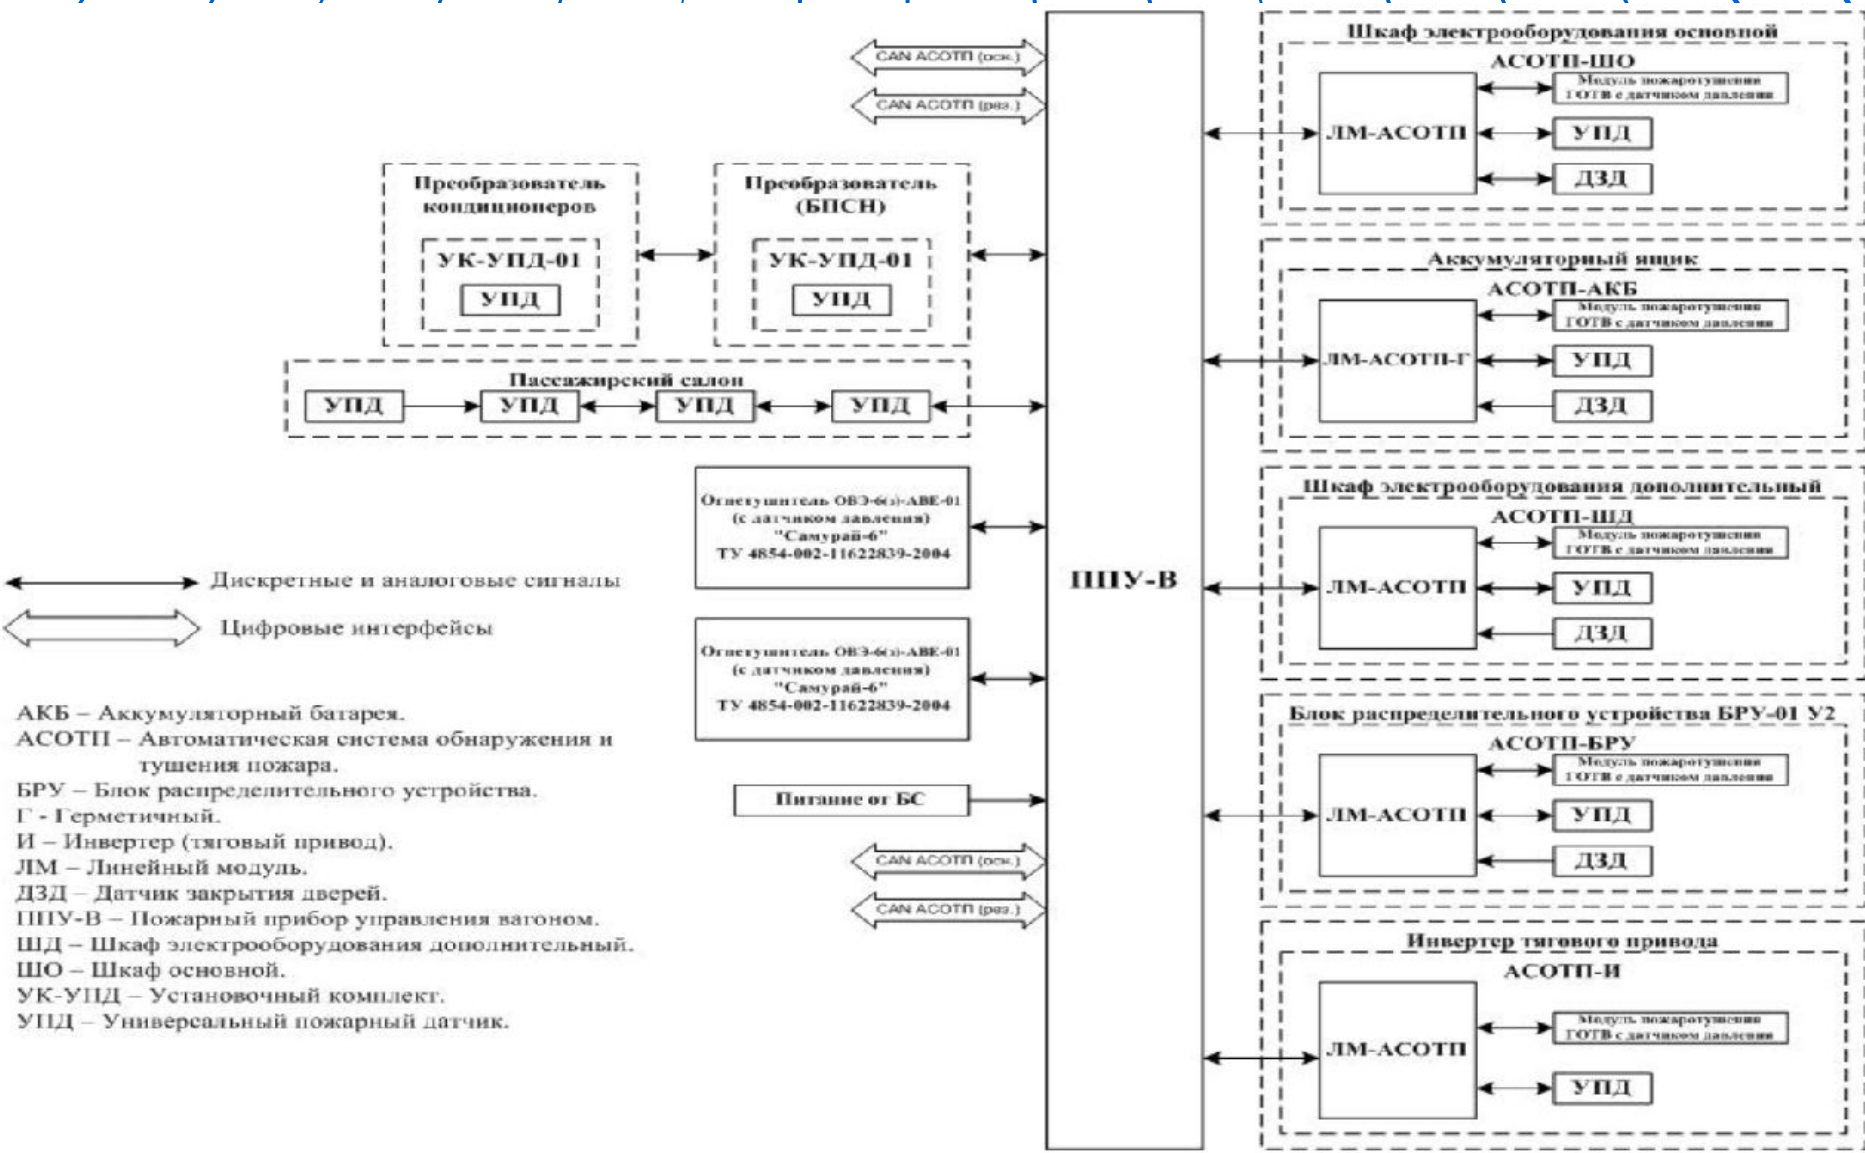 CAN АСОТП (осн.)
CAN АСОТП (рез.)
Преобразователь
кондиционеров
УК-УПД-01
УПД
Преобразователь
(БПСН)
УК-УПД-01
УПД
Пассажирский салон
УПД
УПД
УПД
УПД
Огнетушитель ОВЭ-6(з)-АВЕ-01
(с датчиком давления)
"Самурай-6"
ТУ 4854-002-11622839-2004
Огнетушитель ОВЭ-6(з)-АВЕ-01
(с датчиком давления)
"Самурай-6"
ТУ 4854-002-11622839-2004
Питание от БС
CAN АСОТП (осн.)
CAN АСОТП (рез.)
Дискретные и аналоговые сигналы
Цифровые интерфейсы
АКБ – Аккумуляторный батарея.
АСОТП – Автоматическая система обнаружения и
тушения пожара.
БРУ – Блок распределительного устройства.
Г - Герметичный.
И – Инвертер (тяговый привод).
ЛМ – Линейный модуль.
ДЗД – Датчик закрытия дверей.
ППУ-В – Пожарный прибор управления вагоном.
ШД – Шкаф электрооборудования дополнительный.
ШО – Шкаф основной.
УК-УПД – Установочный комплект.
УПД – Универсальный пожарный датчик.
ППУ-В
Шкаф электрооборудования основной
АСОТП-ШО
ЛМ-АСОТП
Модуль пожаротушения
ГОТВ с датчиком давления
УПД
ДЗД
Аккумуляторный ящик
АСОТП-АКБ
ЛМ-АСОТП-Г
Модуль пожаротушения
ГОТВ с датчиком давления
УПД
ДЗД
Шкаф электрооборудования дополнительный
АСОТП-ШД
ЛМ-АСОТП
Модуль пожаротушения
ГОТВ с датчиком давления
УПД
ДЗД
Блок распределительного устройства БРУ-01 У2
АСОТП-БРУ
ЛМ-АСОТП
Модуль пожаротушения
ГОТВ с датчиком давления
УПД
ДЗД
Инвертер тягового привода
АСОТП-И
ЛМ-АСОТП
Модуль пожаротушения
ГОТВ с датчиком давления
УПД